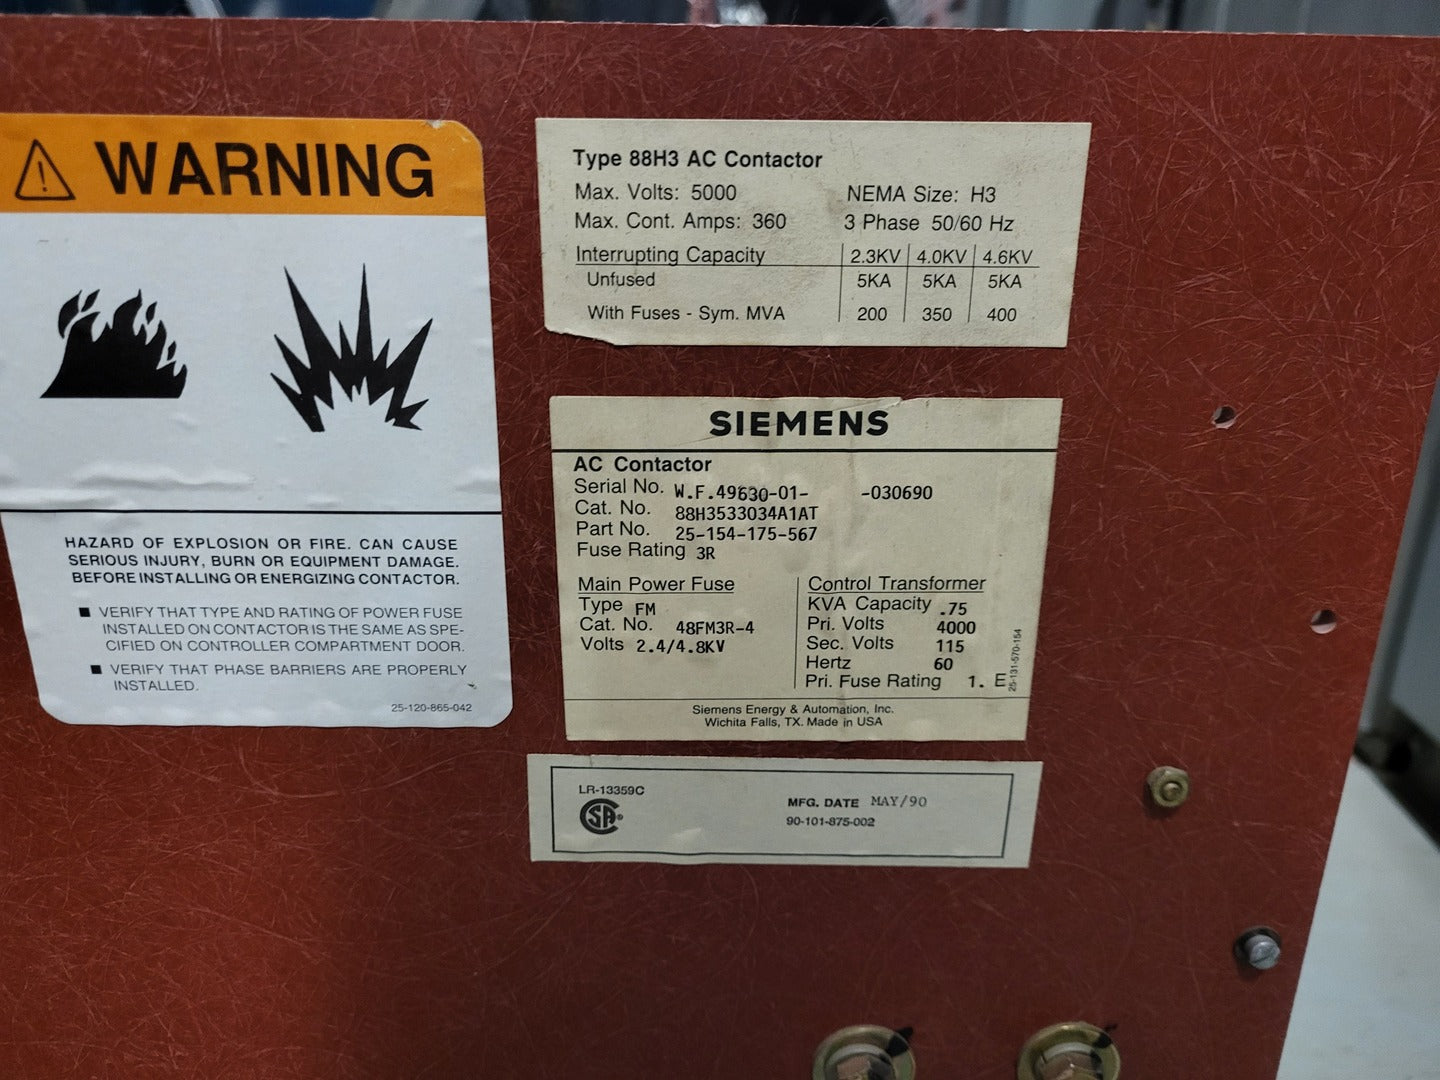 WARNING
HAZARD OF EXPLOSION OR FIRE. CAN CAUSE
SERIOUS INJURY, BURN OR EQUIPMENT DAMAGE.
BEFORE INSTALLING OR ENERGIZING CONTACTOR.
■ VERIFY THAT TYPE AND RATING OF POWER FUSE
INSTALLED ON CONTACTOR IS THE SAME AS SPE-
CIFIED ON CONTROLLER COMPARTMENT DOOR.
■ VERIFY THAT PHASE BARRIERS ARE PROPERLY
INSTALLED.
25-120-865-042
Type 88H3 AC Contactor
Max. Volts: 5000 NEMA Size: H3
Max. Cont. Amps: 360 3 Phase 50/60 Hz
Interrupting Capacity 2.3KV 4.0KV 4.6KV
Unfused 5KA 5KA 5KA
With Fuses - Sym. MVA 200 350 400
SIEMENS
AC Contactor
Serial No. W.F.49630-01- -030690
Cat. No. 88H3533034A1AT
Part No. 25-154-175-567
Fuse Rating 3R
Main Power Fuse
Type FM
Cat. No. 48FM3R-4
Volts 2.4/4.8KV
Control Transformer
KVA Capacity .75
Pri. Volts 4000
Sec. Volts 115
Hertz 60
Pri. Fuse Rating 1. E
25-131-570-154
Siemens Energy & Automation, Inc.
Wichita Falls, TX. Made in USA
LR-13359C
CSA®
MFG. DATE MAY/90
90-101-875-002